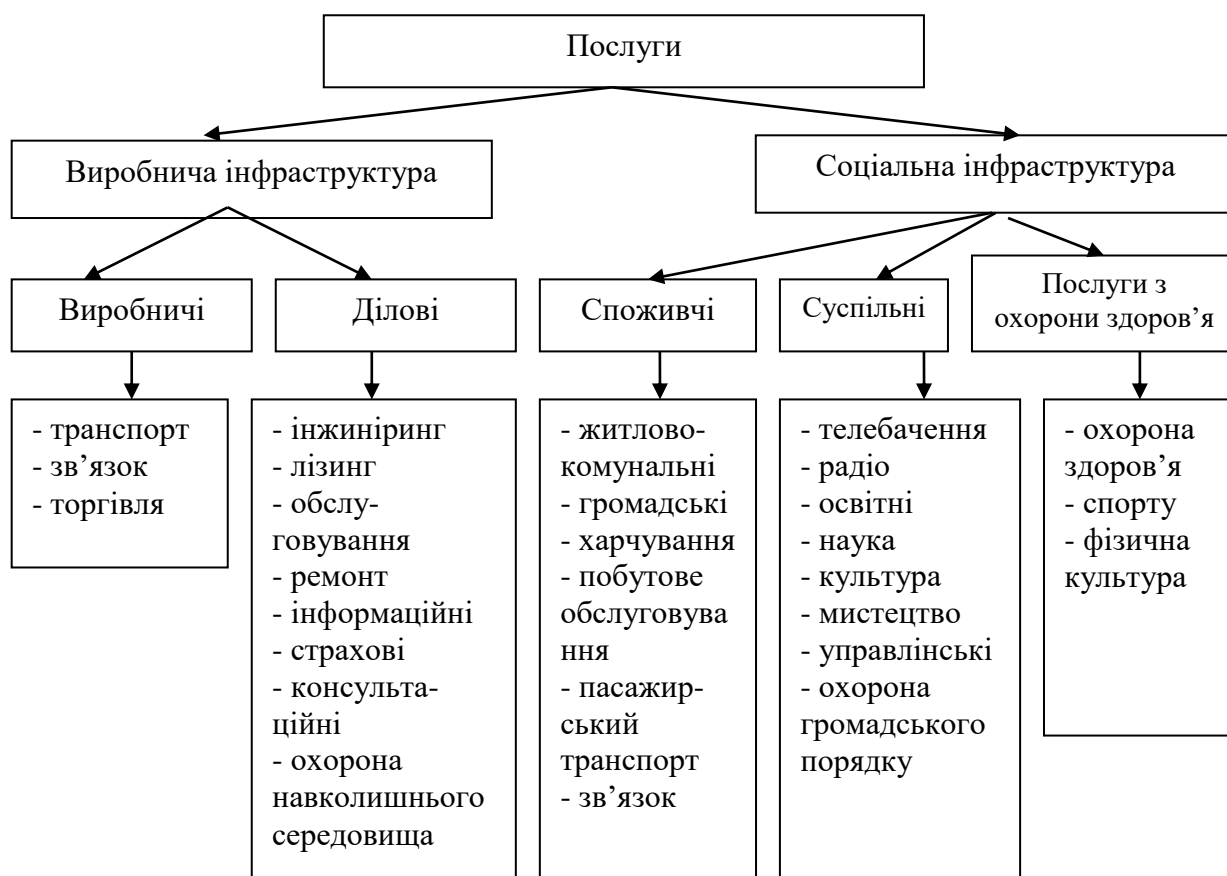 Послуги
Виробнича інфраструктура
Соціальна інфраструктура
Виробничі
Ділові
Споживчі
Суспільні
Послуги з
охорони здоров’я
- транспорт
- зв’язок
- торгівля
- інжиніринг
- лізинг
- обслу-
говування
- ремонт
- інформаційні
- страхові
- консульта-
ційні
- охорона
навколишнього
середовища
- житлово-
комунальні
- громадські
- харчування
- побутове
обслуговува
ння
- пасажир-
ський
транспорт
- зв’язок
- телебачення
- радіо
- освітні
- наука
- культура
- мистецтво
- управлінські
- охорона
громадського
порядку
- охорона
здоров’я
- спорту
- фізична
культура